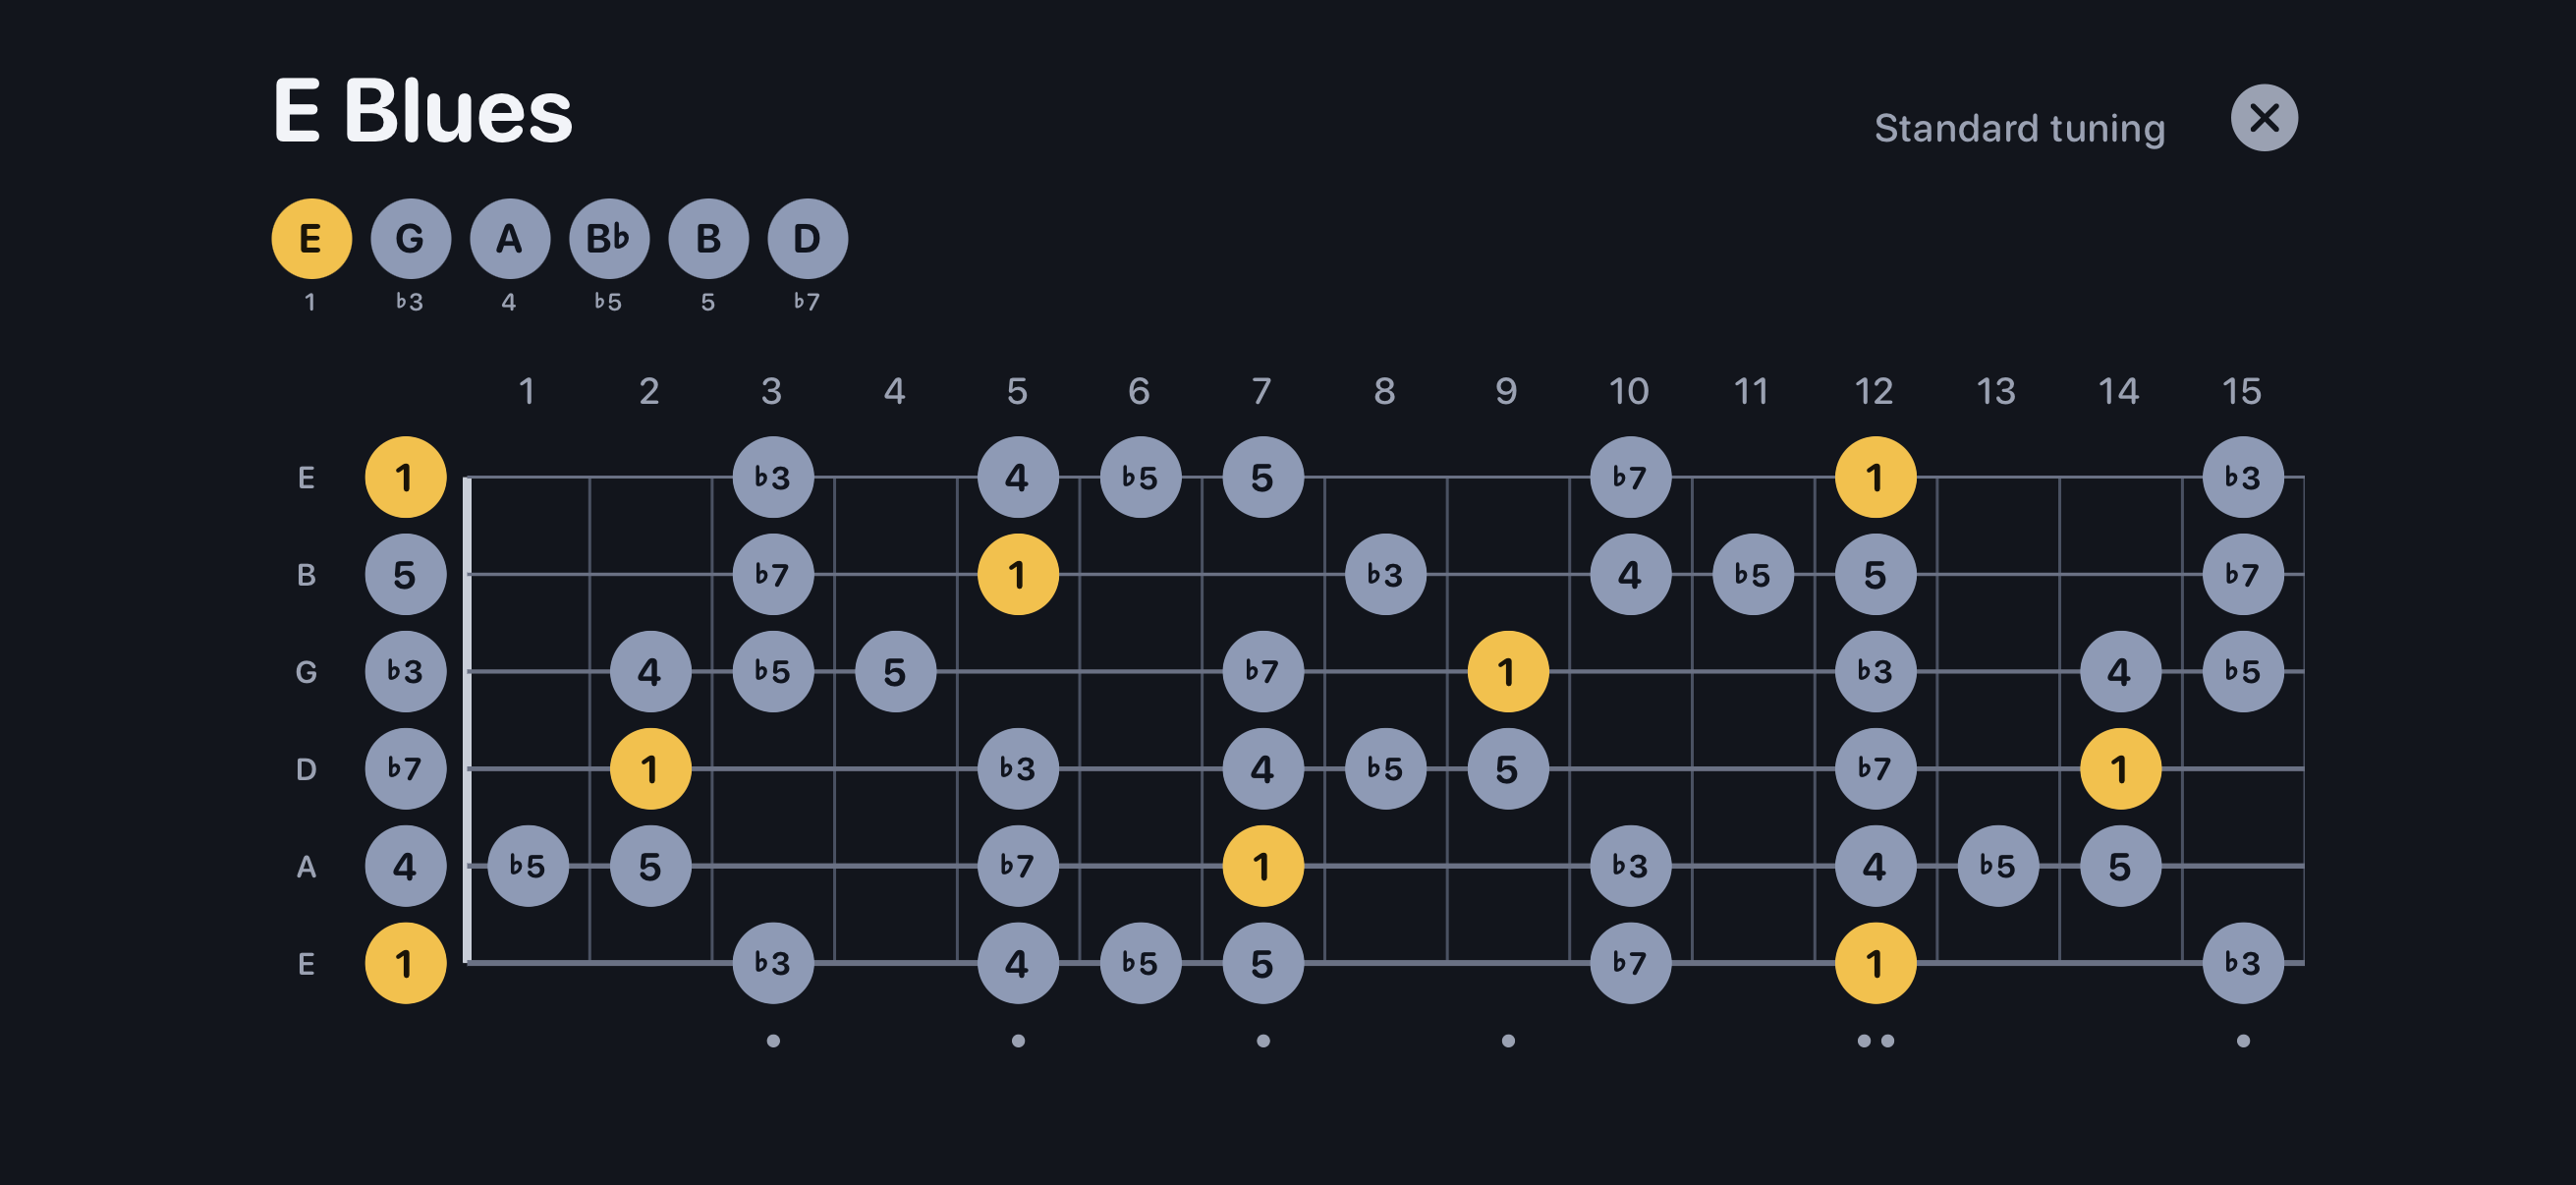 E Blues
Standard tuning
E G A B♭ B D
1 ♭3 4 ♭5 5 ♭7
1 2 3 4 5 6 7 8 9 10 11 12 13 14 15
E 1 ♭3 4 ♭5 5 ♭7 1 ♭3
B 5 ♭7 1 ♭3 4 ♭5 5 ♭7
G ♭3 4 ♭5 5 ♭7 1 ♭3 4 ♭5
D ♭7 1 ♭3 4 ♭5 5 ♭7 1
A 4 ♭5 5 ♭7 1 ♭3 4 ♭5 5
E 1 ♭3 4 ♭5 5 ♭7 1 ♭3